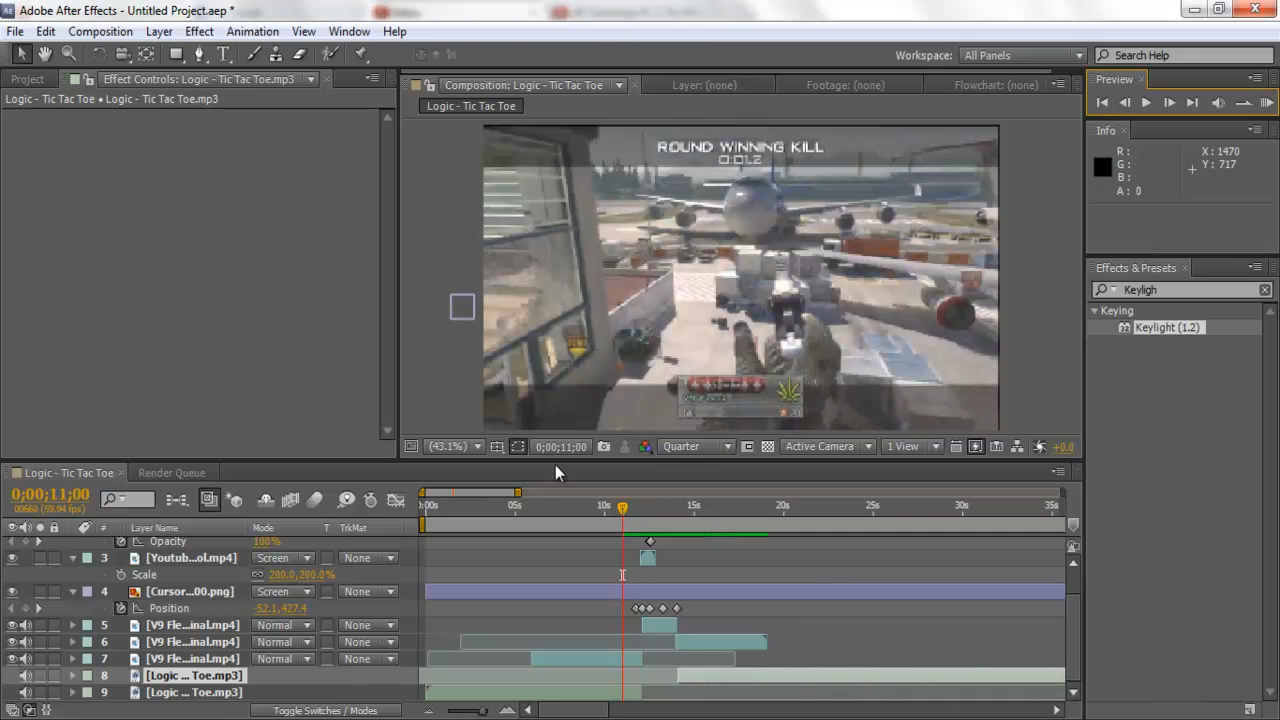 Adobe After Effects - Untitled Project.aep *
File Edit Composition Layer Effect Animation View Window Help
Workspace: All Panels Search Help
Project Effect Controls: Logic - Tic Tac Toe.mp3 Composition: Logic - Tic Tac Toe Layer: (none) Footage: (none) Flowchart: (none) Preview
Logic - Tic Tac Toe • Logic - Tic Tac Toe.mp3 Logic - Tic Tac Toe
Info
R: X: 1470
G: Y: 717
B:
A: 0
ROUND WINNING KILL
0:01.2
Effects & Presets
Keyligh
Keying
Keylight (1.2)
(43.1%) 0;00;11;00 Quarter Active Camera 1 View +0.0
Logic - Tic Tac Toe Render Queue
0;00;11;00
00660 (59.94 fps)
:00s 05s 10s 15s 20s 25s 30s 35s
# Layer Name Mode T TrkMat
Opacity 100%
3 [Youtub...ol.mp4] Screen None
Scale 200.0,200.0%
4 [Cursor...00.png] Screen None
Position -52.1,427.4
5 [V9 Fle...inal.mp4] Normal None
6 [V9 Fle...inal.mp4] Normal None
7 [V9 Fle...inal.mp4] Normal None
8 [Logic ... Toe.mp3]
9 [Logic ... Toe.mp3]
Toggle Switches / Modes